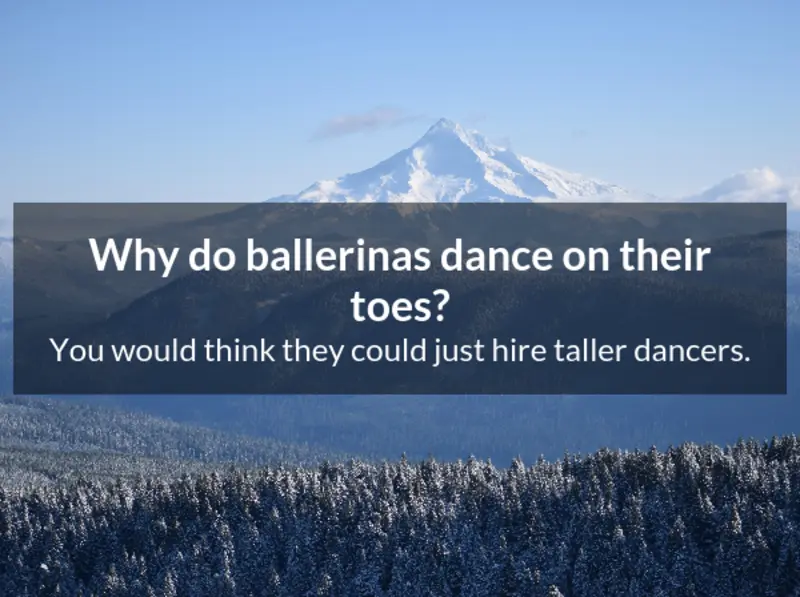 Why do ballerinas dance on their
toes?
You would think they could just hire taller dancers.